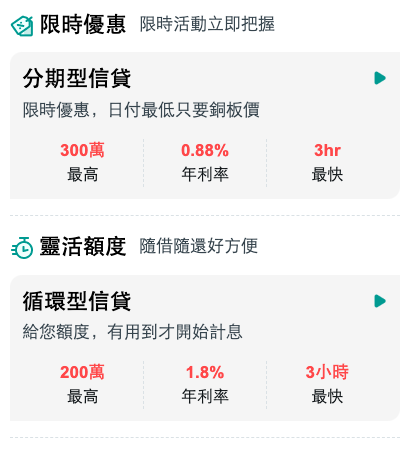 限時優惠 限時活動立即把握
分期型信貸
限時優惠，日付最低只要銅板價
300萬 0.88% 3hr
最高 年利率 最快
靈活額度 隨借隨還好方便
循環型信貸
給您額度，有用到才開始計息
200萬 1.8% 3小時
最高 年利率 最快